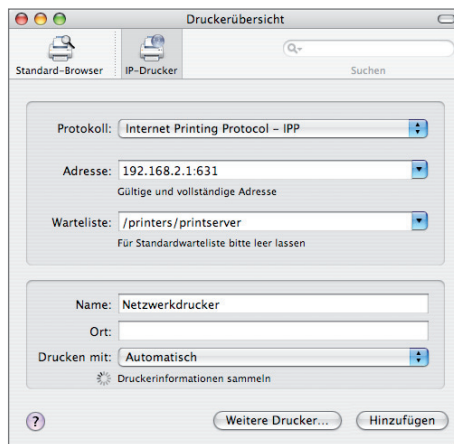 Druckerübersicht
Standard-Browser
IP-Drucker
Suchen
Protokoll: Internet Printing Protocol – IPP
Adresse: 192.168.2.1:631
Gültige und vollständige Adresse
Warteliste: /printers/printserver
Für Standardwarteliste bitte leer lassen
Name: Netzwerkdrucker
Ort:
Drucken mit: Automatisch
Druckerinformationen sammeln
? Weitere Drucker... Hinzufügen